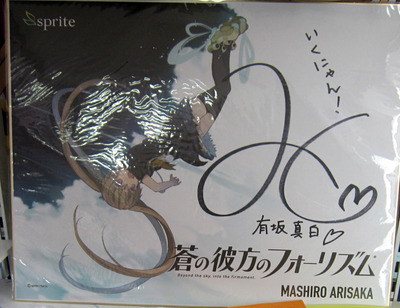 sprite
いくにゃん!
有坂真白♡
蒼の彼方のフォーリズム
Beyond the sky, into the firmament.
MASHIRO ARISAKA